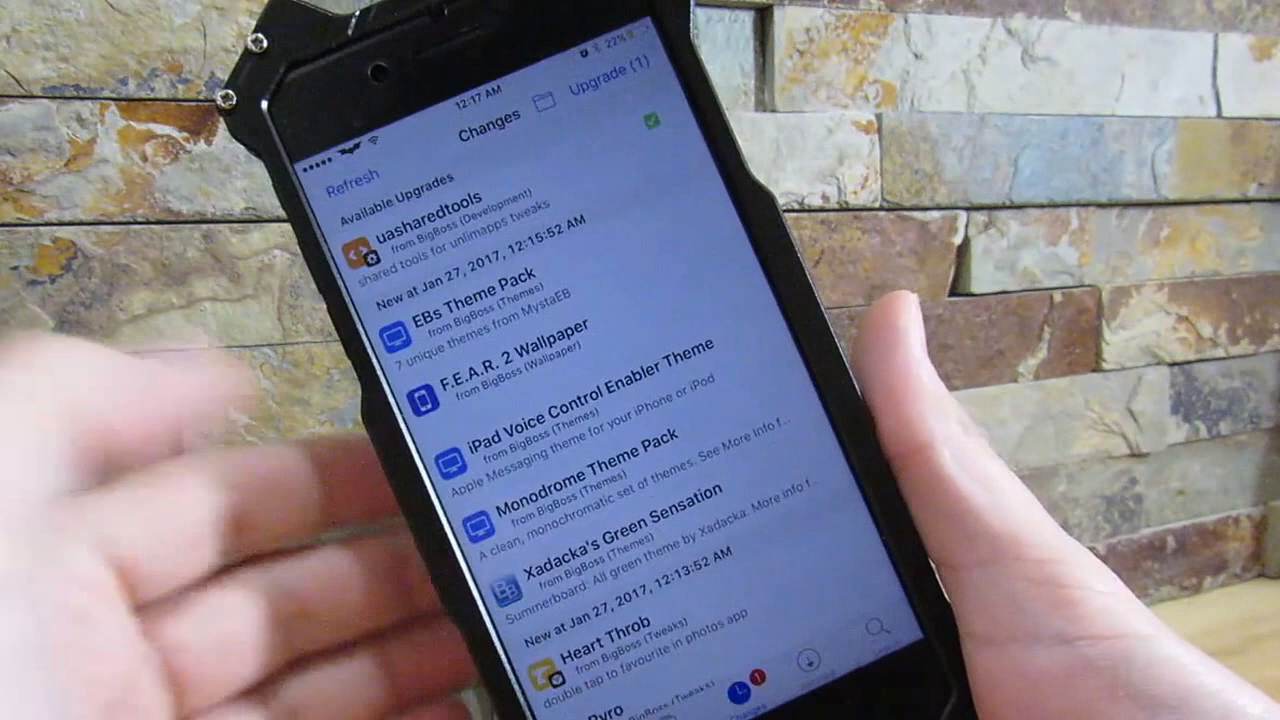 12:17 AM
22%
Refresh
Changes
Upgrade (1)
Available Upgrades
uasharedtools
from BigBoss (Development)
shared tools for unlimapps tweaks
New at Jan 27, 2017, 12:15:52 AM
EBs Theme Pack
from BigBoss (Themes)
7 unique themes from MystaEB
F.E.A.R. 2 Wallpaper
from BigBoss (Wallpaper)
iPad Voice Control Enabler Theme
from BigBoss (Themes)
Apple Messaging theme for your iPhone or iPod
Monodrome Theme Pack
from BigBoss (Themes)
A clean, monochromatic set of themes. See More Info f...
Xadacka's Green Sensation
from BigBoss (Themes)
Summerboard: All green theme by Xadacka. More info f...
New at Jan 27, 2017, 12:13:52 AM
Heart Throb
from BigBoss (Tweaks)
double tap to favourite in photos app
1
Changes